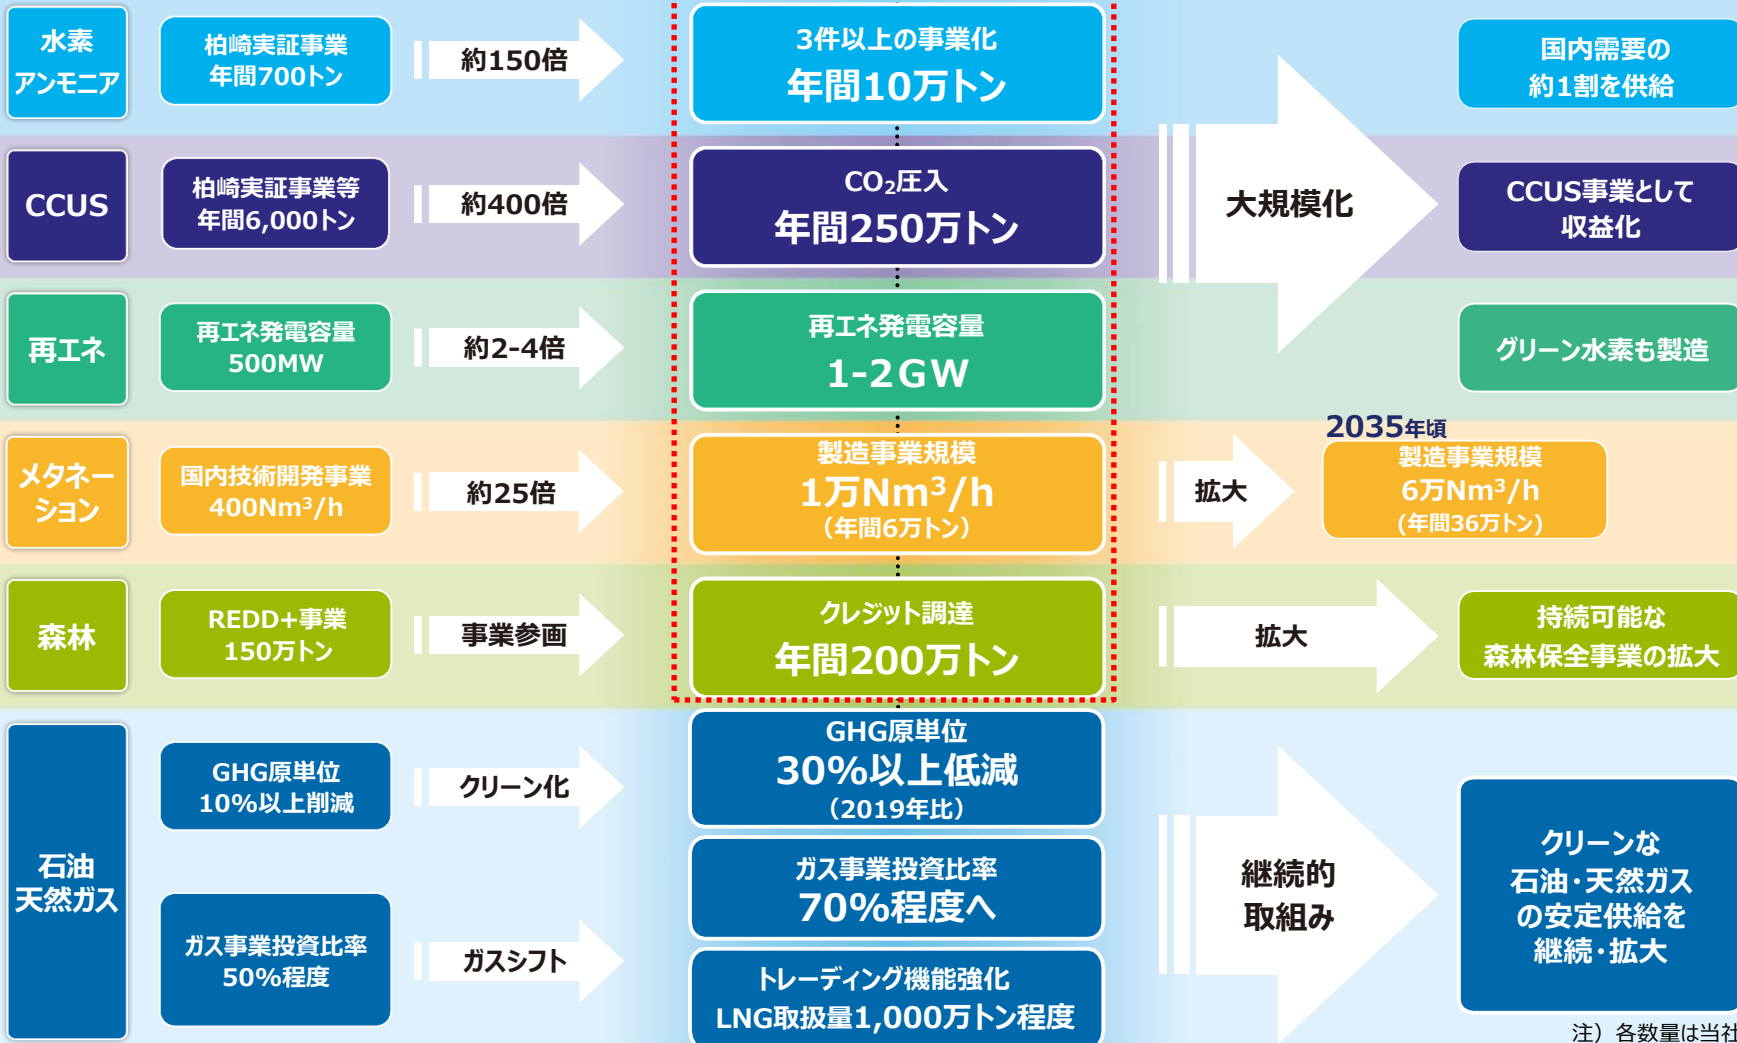 水素
アンモニア
柏崎実証事業
年間700トン
約150倍
3件以上の事業化
年間10万トン
国内需要の
約1割を供給
CCUS
柏崎実証事業等
年間6,000トン
約400倍
CO₂圧入
年間250万トン
大規模化
CCUS事業として
収益化
再エネ
再エネ発電容量
500MW
約2-4倍
再エネ発電容量
1-2GW
グリーン水素も製造
メタネー
ション
国内技術開発事業
400Nm³/h
約25倍
製造事業規模
1万Nm³/h
（年間6万トン）
拡大
2035年頃
製造事業規模
6万Nm³/h
(年間36万トン)
森林
REDD+事業
150万トン
事業参画
クレジット調達
年間200万トン
拡大
持続可能な
森林保全事業の拡大
石油
天然ガス
GHG原単位
10%以上削減
クリーン化
GHG原単位
30%以上低減
（2019年比）
ガス事業投資比率
50%程度
ガスシフト
ガス事業投資比率
70%程度へ
トレーディング機能強化
LNG取扱量1,000万トン程度
継続的
取組み
クリーンな
石油・天然ガス
の安定供給を
継続・拡大
注）各数量は当社